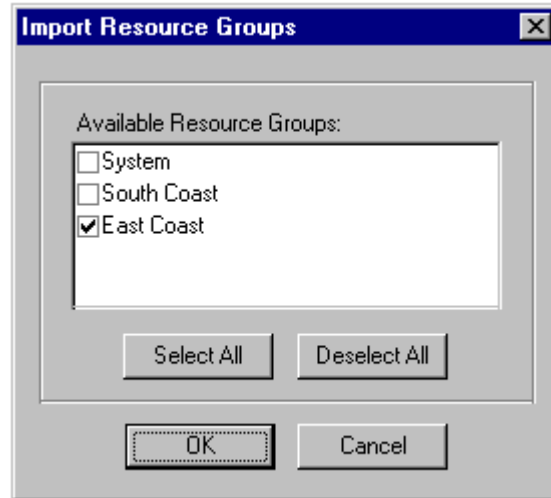 Import Resource Groups
Available Resource Groups:
System
South Coast
East Coast
Select All Deselect All
OK Cancel